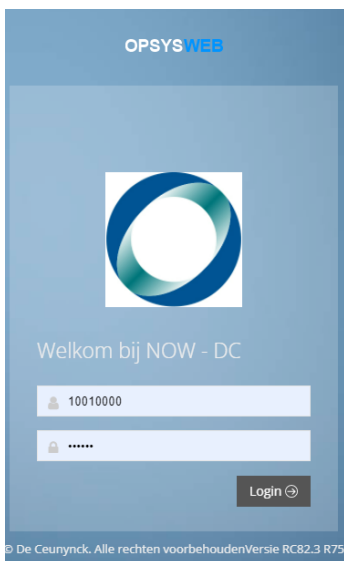 OPSYSWEB
Welkom bij NOW - DC
10010000
••••••
Login
© De Ceunynck. Alle rechten voorbehoudenVersie RC82.3 R75